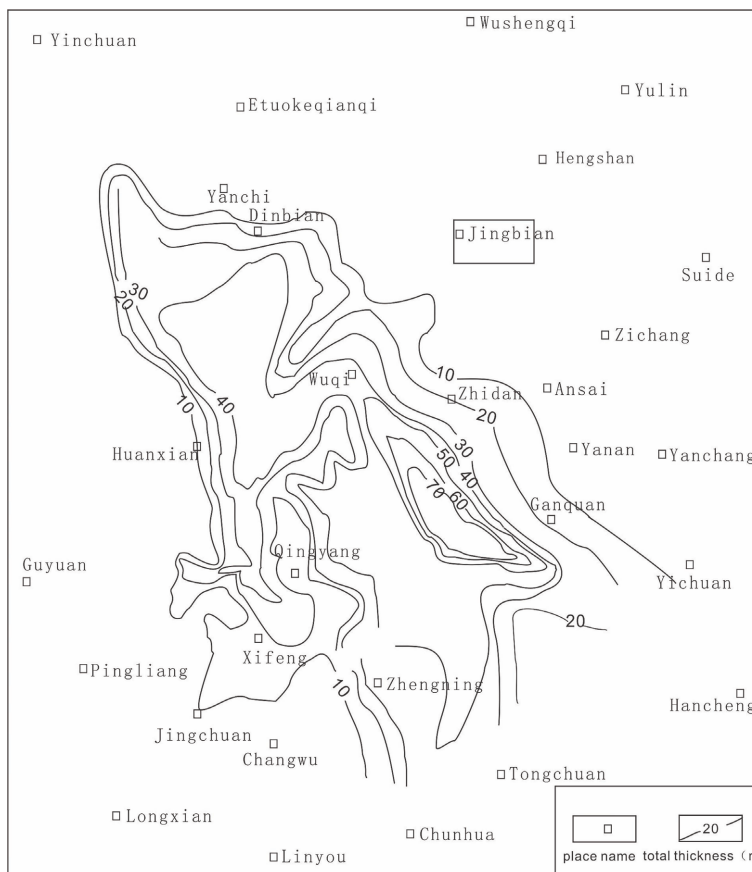 Wushengqi
Yinchuan
Yulin
Etuokeqianqi
Hengshan
Yanchi
Dinbian
Jingbian
Suide
30
20
Zichang
10
Wuqi
Ansai
10
40
Zhidan
20
30
Huanxian
50
40
Yanan
Yanchang
70
60
Ganquan
Qingyang
Guyuan
Yichuan
20
Xifeng
Pingliang
10
Zhengning
Hancheng
Jingchuan
Changwu
Tongchuan
Longxian
20
Chunhua
Linyou
place name total thickness（